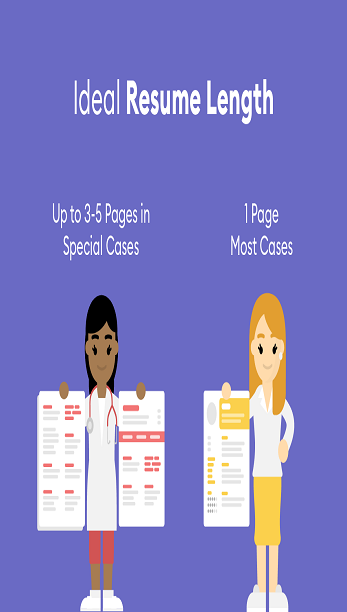 Ideal Resume Length
Up to 3-5 Pages in
Special Cases
1 Page
Most Cases